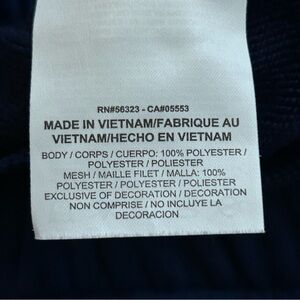 RN#56323 - CA#05553
MADE IN VIETNAM/FABRIQUE AU
VIETNAM/HECHO EN VIETNAM
BODY / CORPS / CUERPO: 100% POLYESTER /
POLYESTER / POLIESTER
MESH / MAILLE FILET / MALLA: 100%
POLYESTER / POLYESTER / POLIESTER
EXCLUSIVE OF DECORATION / DECORATION
NON COMPRISE / NO INCLUYE LA
DECORACION